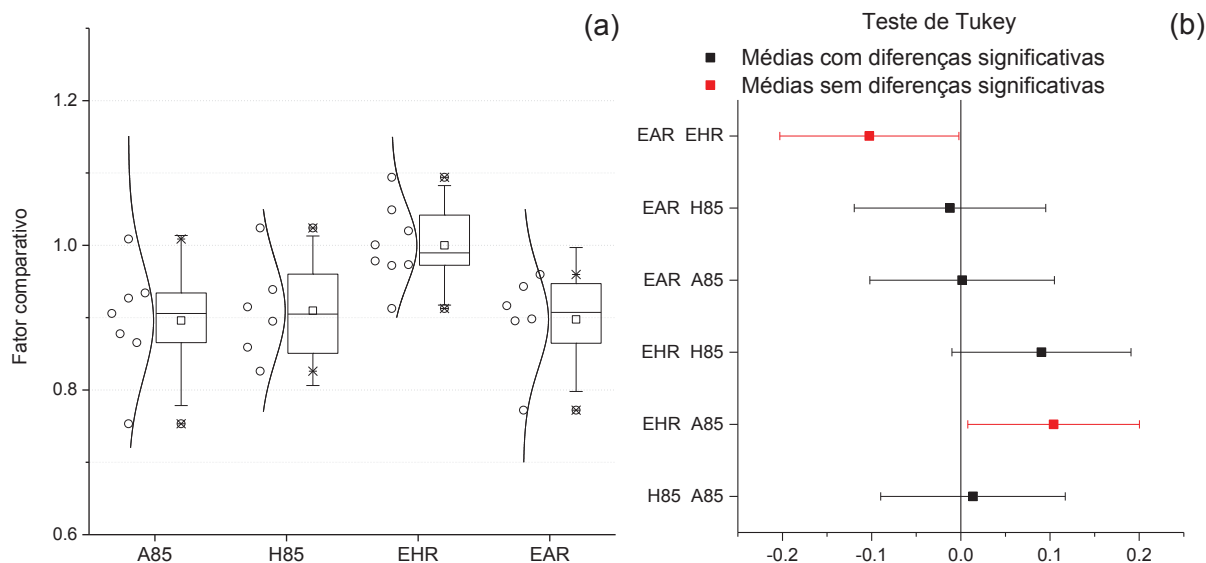 (a)
Fator comparativo
1.2
1.0
0.8
0.6
A85 H85 EHR EAR
Teste de Tukey
(b)
Médias com diferenças significativas
Médias sem diferenças significativas
EAR EHR
EAR H85
EAR A85
EHR H85
EHR A85
H85 A85
-0.2 -0.1 0.0 0.1 0.2